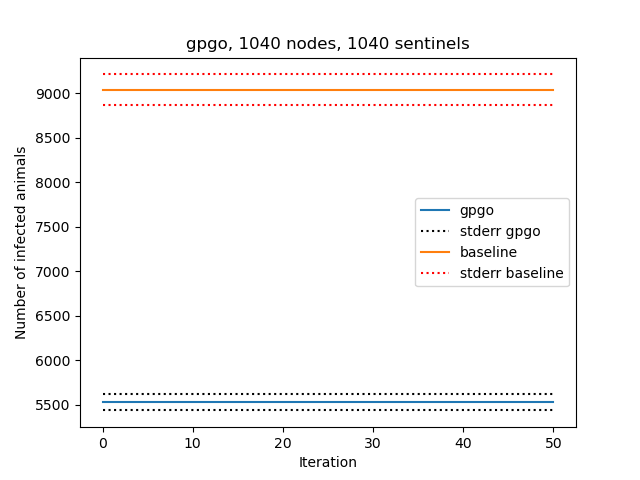 gpgo, 1040 nodes, 1040 sentinels
Number of infected animals
9000
8500
8000
7500
7000
6500
6000
5500
gpgo
stderr gpgo
baseline
stderr baseline
0 10 20 30 40 50
Iteration